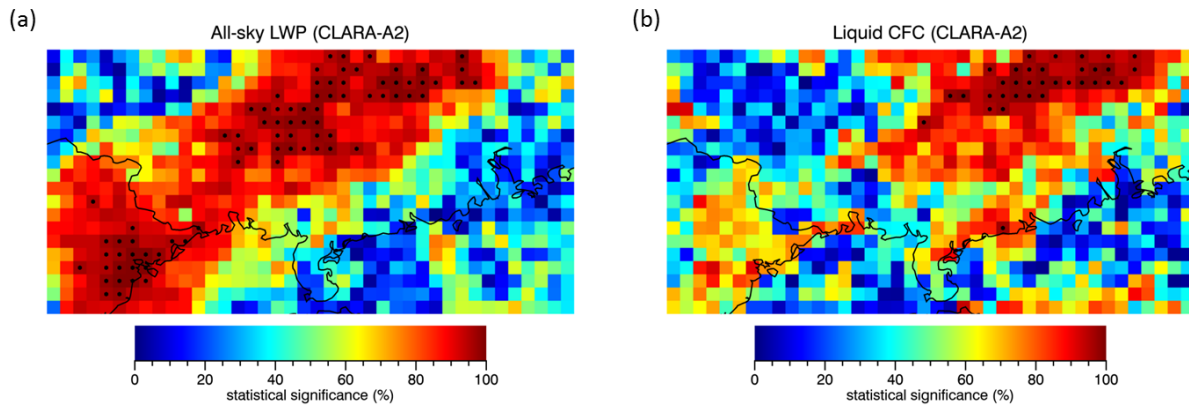 (a)
All-sky LWP (CLARA-A2)
0 20 40 60 80 100
statistical significance (%)
(b)
Liquid CFC (CLARA-A2)
0 20 40 60 80 100
statistical significance (%)